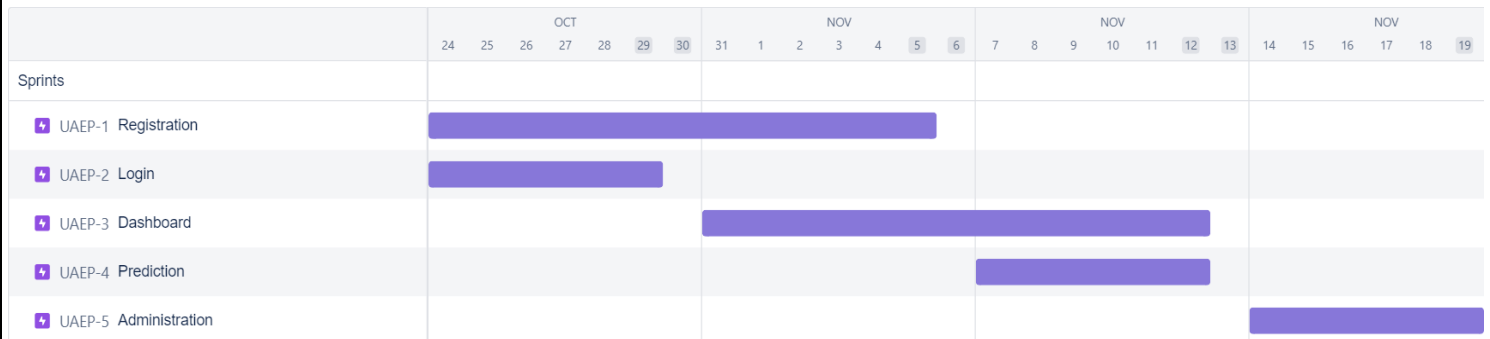 OCT NOV NOV NOV
24 25 26 27 28 29 30 31 1 2 3 4 5 6 7 8 9 10 11 12 13 14 15 16 17 18 19
Sprints
UAEP-1 Registration
UAEP-2 Login
UAEP-3 Dashboard
UAEP-4 Prediction
UAEP-5 Administration